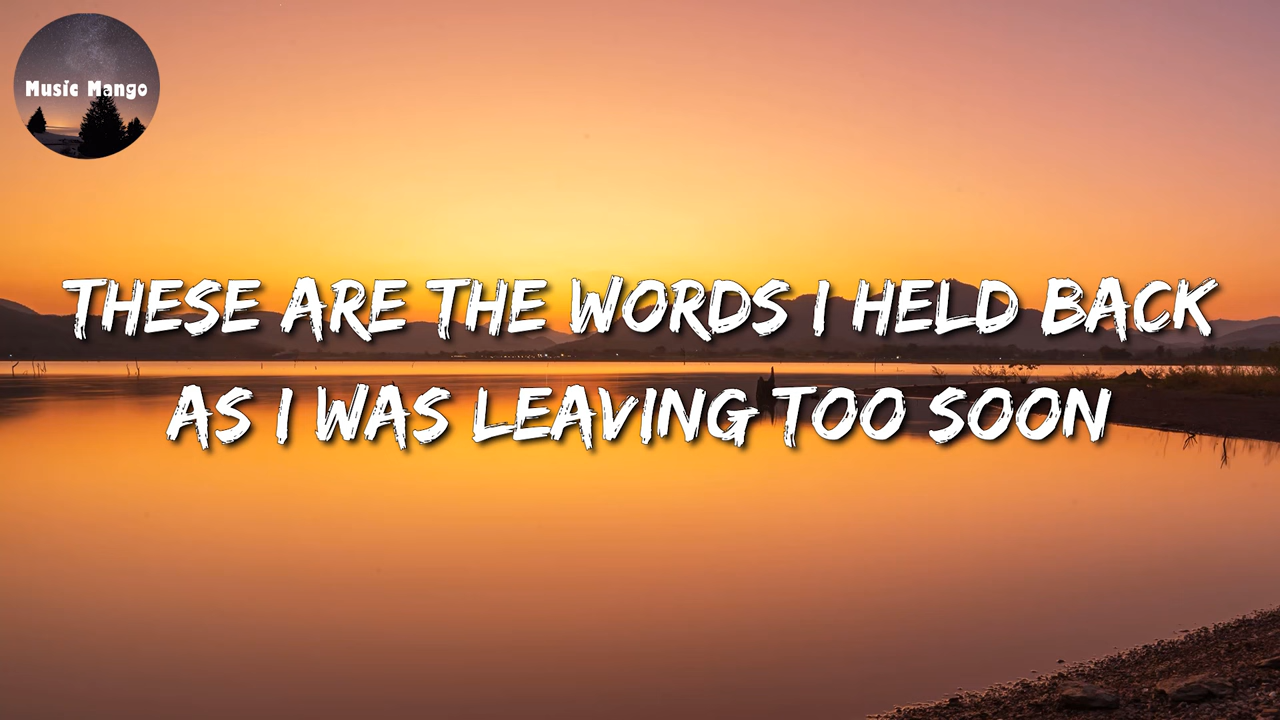 Music Mango
THESE ARE THE WORDS I HELD BACK
AS I WAS LEAVING TOO SOON